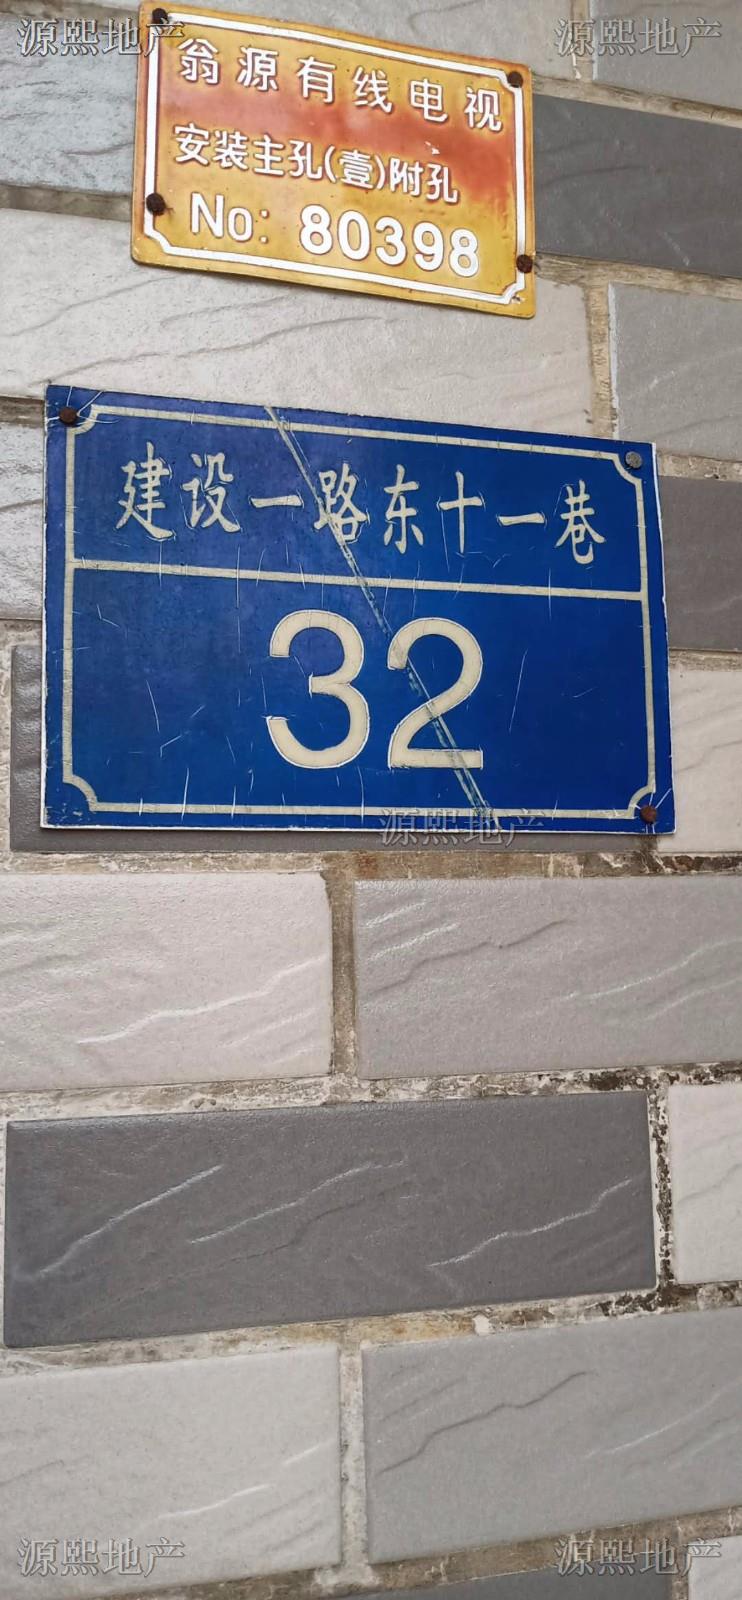 源熙地产 源熙地产
翁源有线电视
安装主孔(壹)附孔
No: 80398
建设一路东十一巷
32
源熙地产
源熙地产 源熙地产